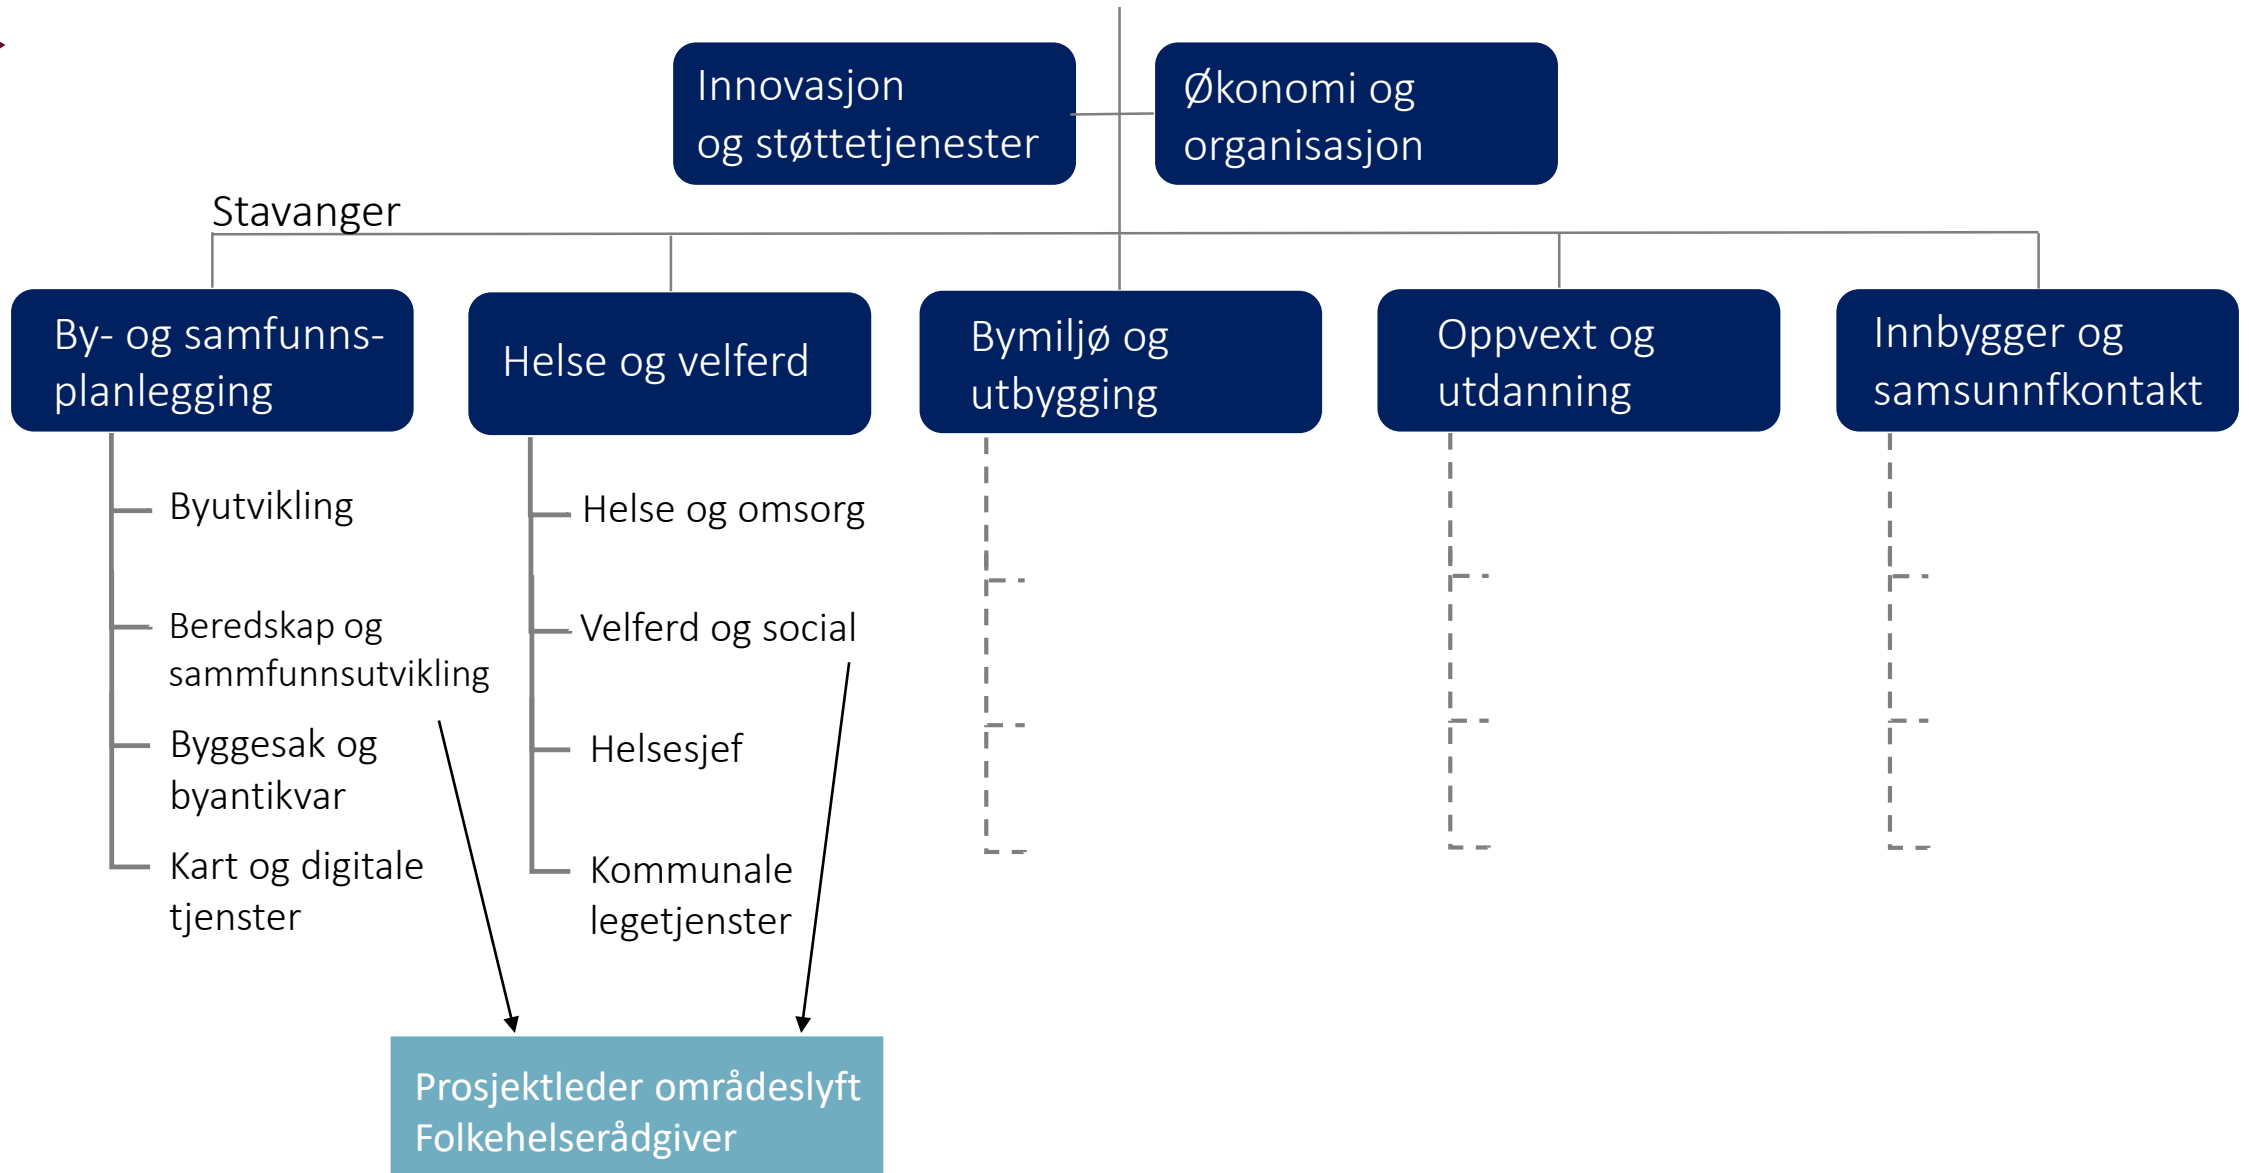 Innovasjon
og støttetjenester
Økonomi og
organisasjon
Stavanger
By- og samfunns-
planlegging
Helse og velferd
Bymiljø og
utbygging
Oppvext og
utdanning
Innbygger og
samsunnfkontakt
Byutvikling
Beredskap og
sammfunnsutvikling
Byggesak og
byantikvar
Kart og digitale
tjenster
Helse og omsorg
Velferd og social
Helsesjef
Kommunale
legetjenster
Prosjektleder områdeslyft
Folkehelserådgiver